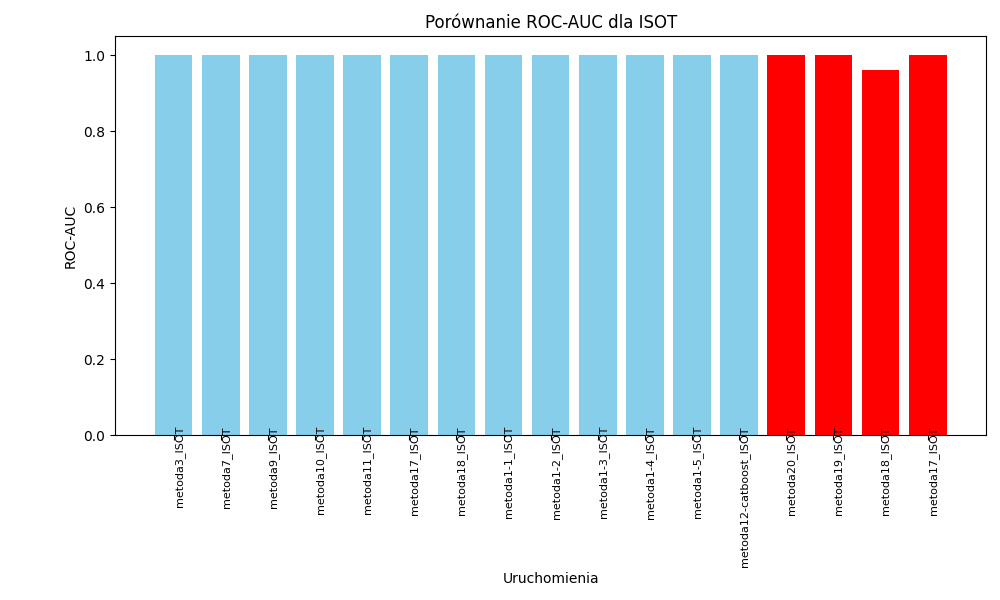 Porównanie ROC-AUC dla ISOT
ROC-AUC
1.0
0.8
0.6
0.4
0.2
0.0
metoda3_ISOT
metoda7_ISOT
metoda9_ISOT
metoda10_ISOT
metoda11_ISOT
metoda17_ISOT
metoda18_ISOT
metoda1-1_ISOT
metoda1-2_ISOT
metoda1-3_ISOT
metoda1-4_ISOT
metoda1-5_ISOT
metoda12-catboost_ISOT
metoda20_ISOT
metoda19_ISOT
metoda18_ISOT
metoda17_ISOT
Uruchomienia